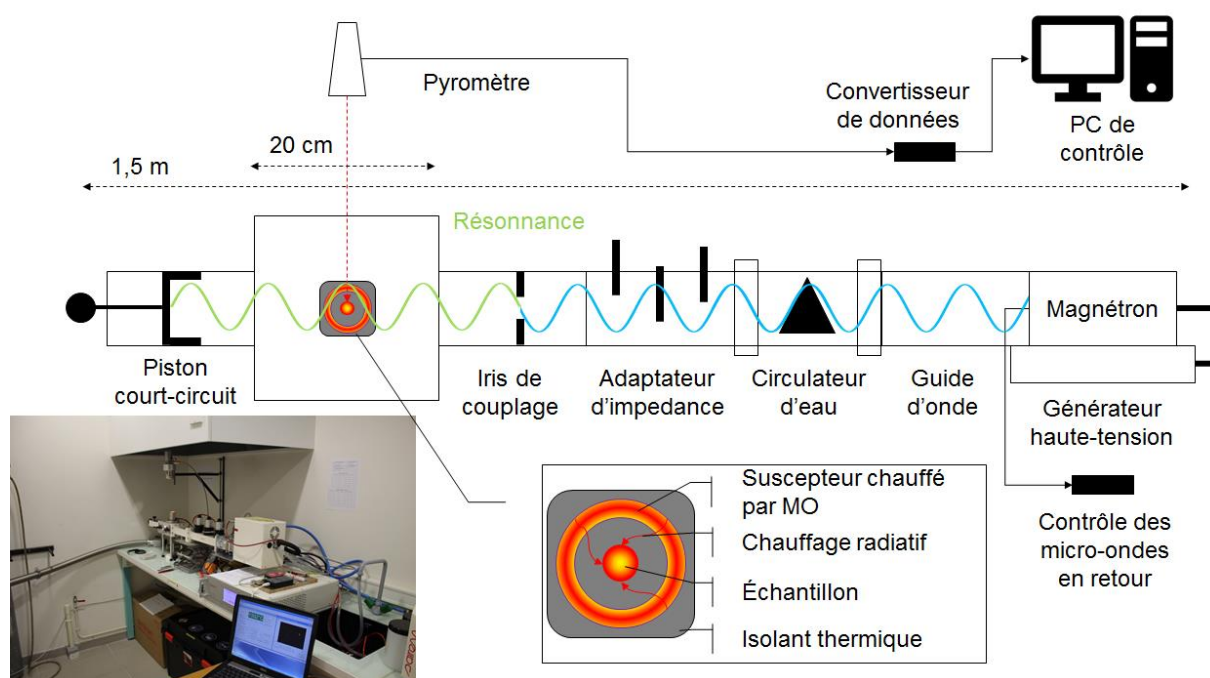 Pyromètre
Convertisseur
de données
PC de
contrôle
20 cm
1,5 m
Résonnance
Magnétron
Piston
court-circuit
Iris de
couplage
Adaptateur
d'impedance
Circulateur
d'eau
Guide
d'onde
Générateur
haute-tension
Suscepteur chauffé
par MO
Chauffage radiatif
Échantillon
Isolant thermique
Contrôle des
micro-ondes
en retour